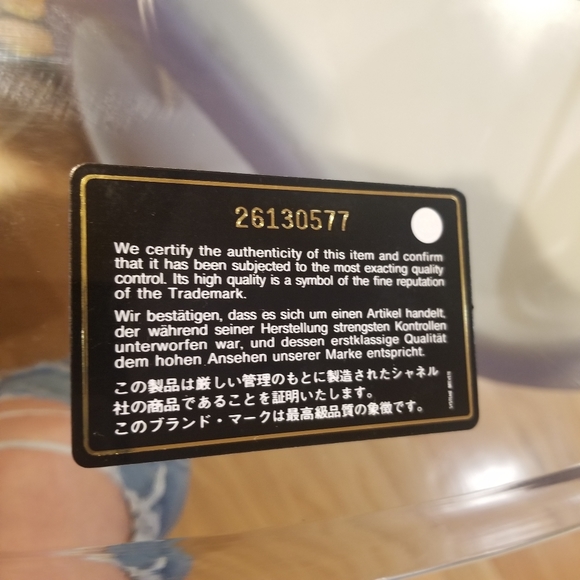 26130577
We certify the authenticity of this item and confirm
that it has been subjected to the most exacting quality
control. Its high quality is a symbol of the fine reputation
of the Trademark.
Wir bestätigen, dass es sich um einen Artikel handelt,
der während seiner Herstellung strengsten Kontrollen
unterworfen war, und dessen erstklassige Qualität
dem hohen Ansehen unserer Marke entspricht.
この製品は厳しい管理のもとに製造されたシャネル
社の商品であることを証明いたします。
このブランド・マークは最高級品質の象徴です。